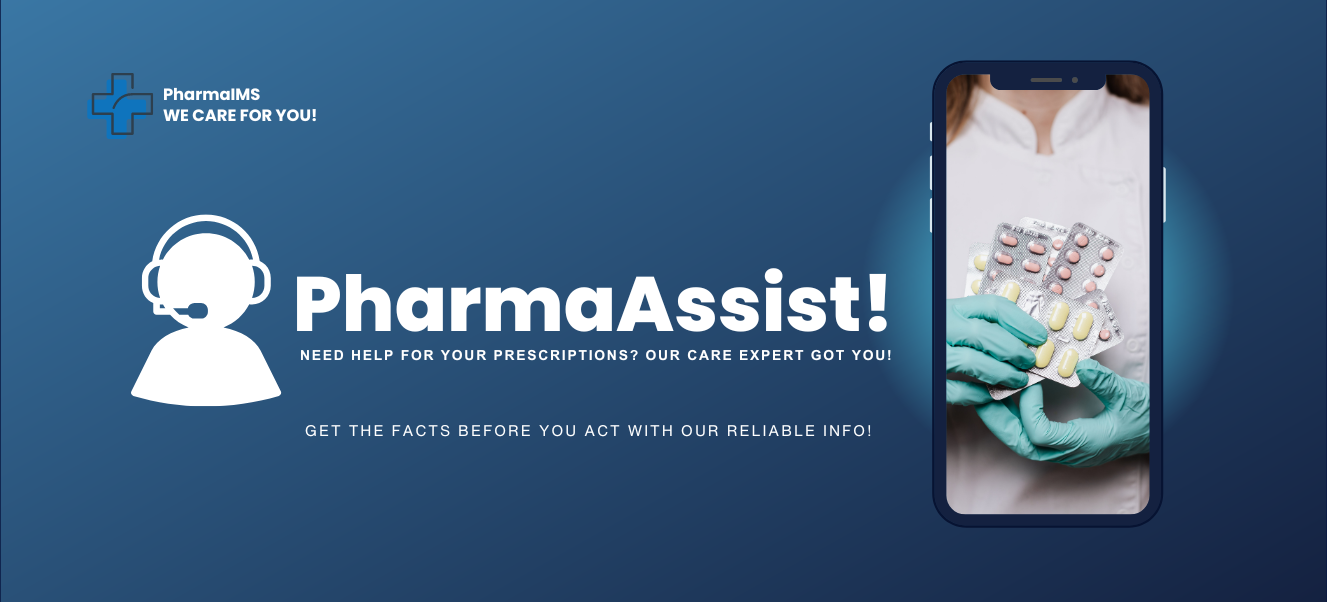 PharmaIMS
WE CARE FOR YOU!
PharmaAssist!
NEED HELP FOR YOUR PRESCRIPTIONS? OUR CARE EXPERT GOT YOU!
GET THE FACTS BEFORE YOU ACT WITH OUR RELIABLE INFO!